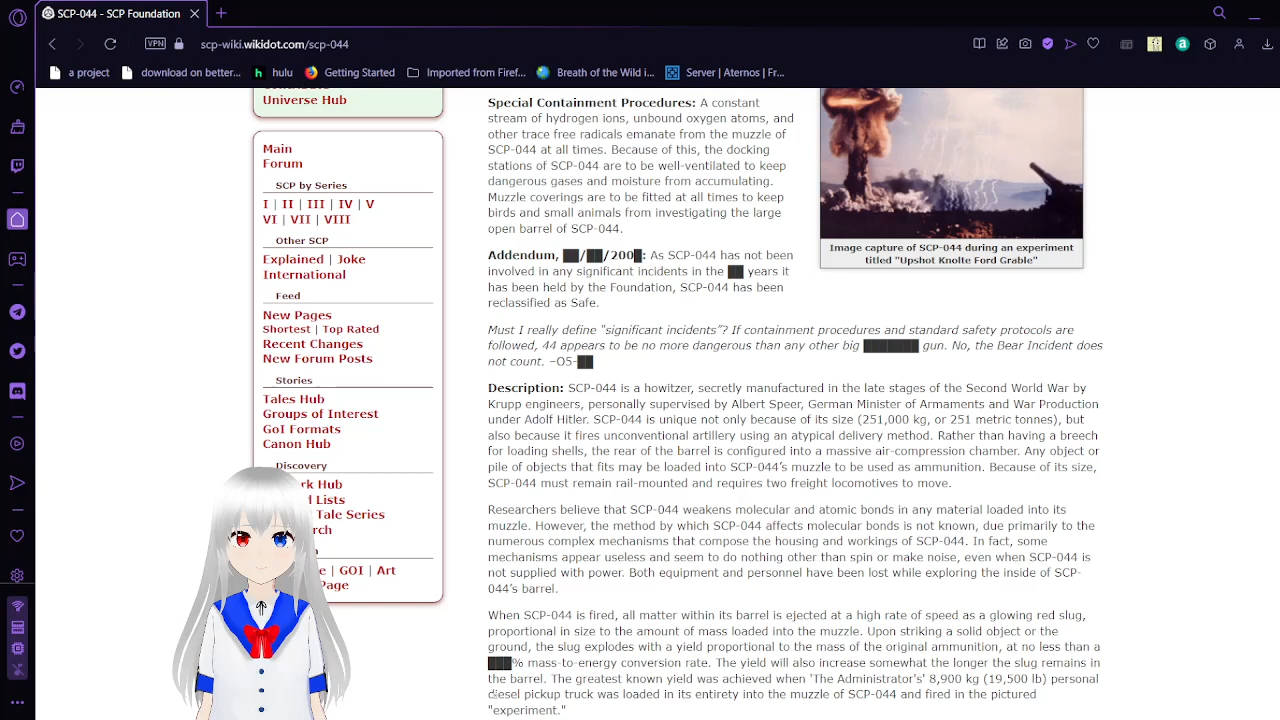 SCP-044 - SCP Foundation
VPN
scp-wiki.wikidot.com/scp-044
a project
download on better...
hulu
Getting Started
Imported from Firef...
Breath of the Wild i...
Server | Aternos | Fr...
Universe Hub
Main
Forum
SCP by Series
I | II | III | IV | V
VI | VII | VIII
Other SCP
Explained | Joke
International
Feed
New Pages
Shortest | Top Rated
Recent Changes
New Forum Posts
Stories
Tales Hub
Groups of Interest
GoI Formats
Canon Hub
Discovery
Hub
Lists
Tale Series
| GOI | Art
Page
Special Containment Procedures: A constant
stream of hydrogen ions, unbound oxygen atoms, and
other trace free radicals emanate from the muzzle of
SCP-044 at all times. Because of this, the docking
stations of SCP-044 are to be well-ventilated to keep
dangerous gases and moisture from accumulating.
Muzzle coverings are to be fitted at all times to keep
birds and small animals from investigating the large
open barrel of SCP-044.
Image capture of SCP-044 during an experiment
titled "Upshot Knolte Ford Grable"
Addendum, ██/██/200█: As SCP-044 has not been
involved in any significant incidents in the ██ years it
has been held by the Foundation, SCP-044 has been
reclassified as Safe.
Must I really define "significant incidents"? If containment procedures and standard safety protocols are
followed, 44 appears to be no more dangerous than any other big ███████ gun. No, the Bear Incident does
not count. ~O5-██
Description: SCP-044 is a howitzer, secretly manufactured in the late stages of the Second World War by
Krupp engineers, personally supervised by Albert Speer, German Minister of Armaments and War Production
under Adolf Hitler. SCP-044 is unique not only because of its size (251,000 kg, or 251 metric tonnes), but
also because it fires unconventional artillery using an atypical delivery method. Rather than having a breech
for loading shells, the rear of the barrel is configured into a massive air-compression chamber. Any object or
pile of objects that fits may be loaded into SCP-044's muzzle to be used as ammunition. Because of its size,
SCP-044 must remain rail-mounted and requires two freight locomotives to move.
Researchers believe that SCP-044 weakens molecular and atomic bonds in any material loaded into its
muzzle. However, the method by which SCP-044 affects molecular bonds is not known, due primarily to the
numerous complex mechanisms that compose the housing and workings of SCP-044. In fact, some
mechanisms appear useless and seem to do nothing other than spin or make noise, even when SCP-044 is
not supplied with power. Both equipment and personnel have been lost while exploring the inside of SCP-
044's barrel.
When SCP-044 is fired, all matter within its barrel is ejected at a high rate of speed as a glowing red slug,
proportional in size to the amount of mass loaded into the muzzle. Upon striking a solid object or the
ground, the slug explodes with a yield proportional to the mass of the original ammunition, at no less than a
███% mass-to-energy conversion rate. The yield will also increase somewhat the longer the slug remains in
the barrel. The greatest known yield was achieved when 'The Administrator's' 8,900 kg (19,500 lb) personal
diesel pickup truck was loaded in its entirety into the muzzle of SCP-044 and fired in the pictured
"experiment."